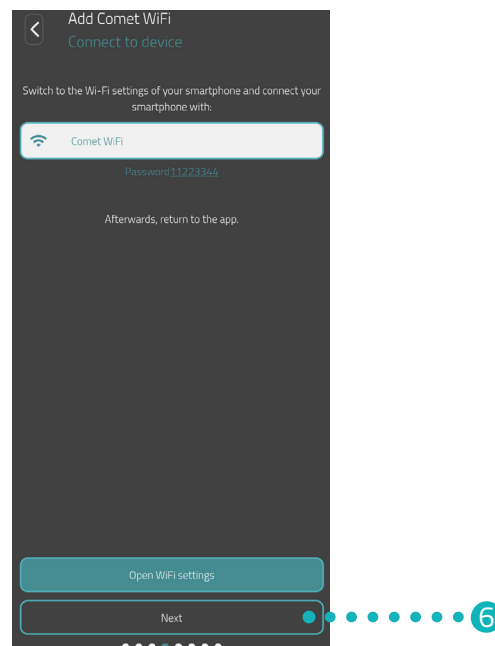 Add Comet WiFi
Connect to device
Switch to the Wi-Fi settings of your smartphone and connect your
smartphone with:
Comet WiFi
Password11223344
Afterwards, return to the app.
Open WiFi settings
Next
6